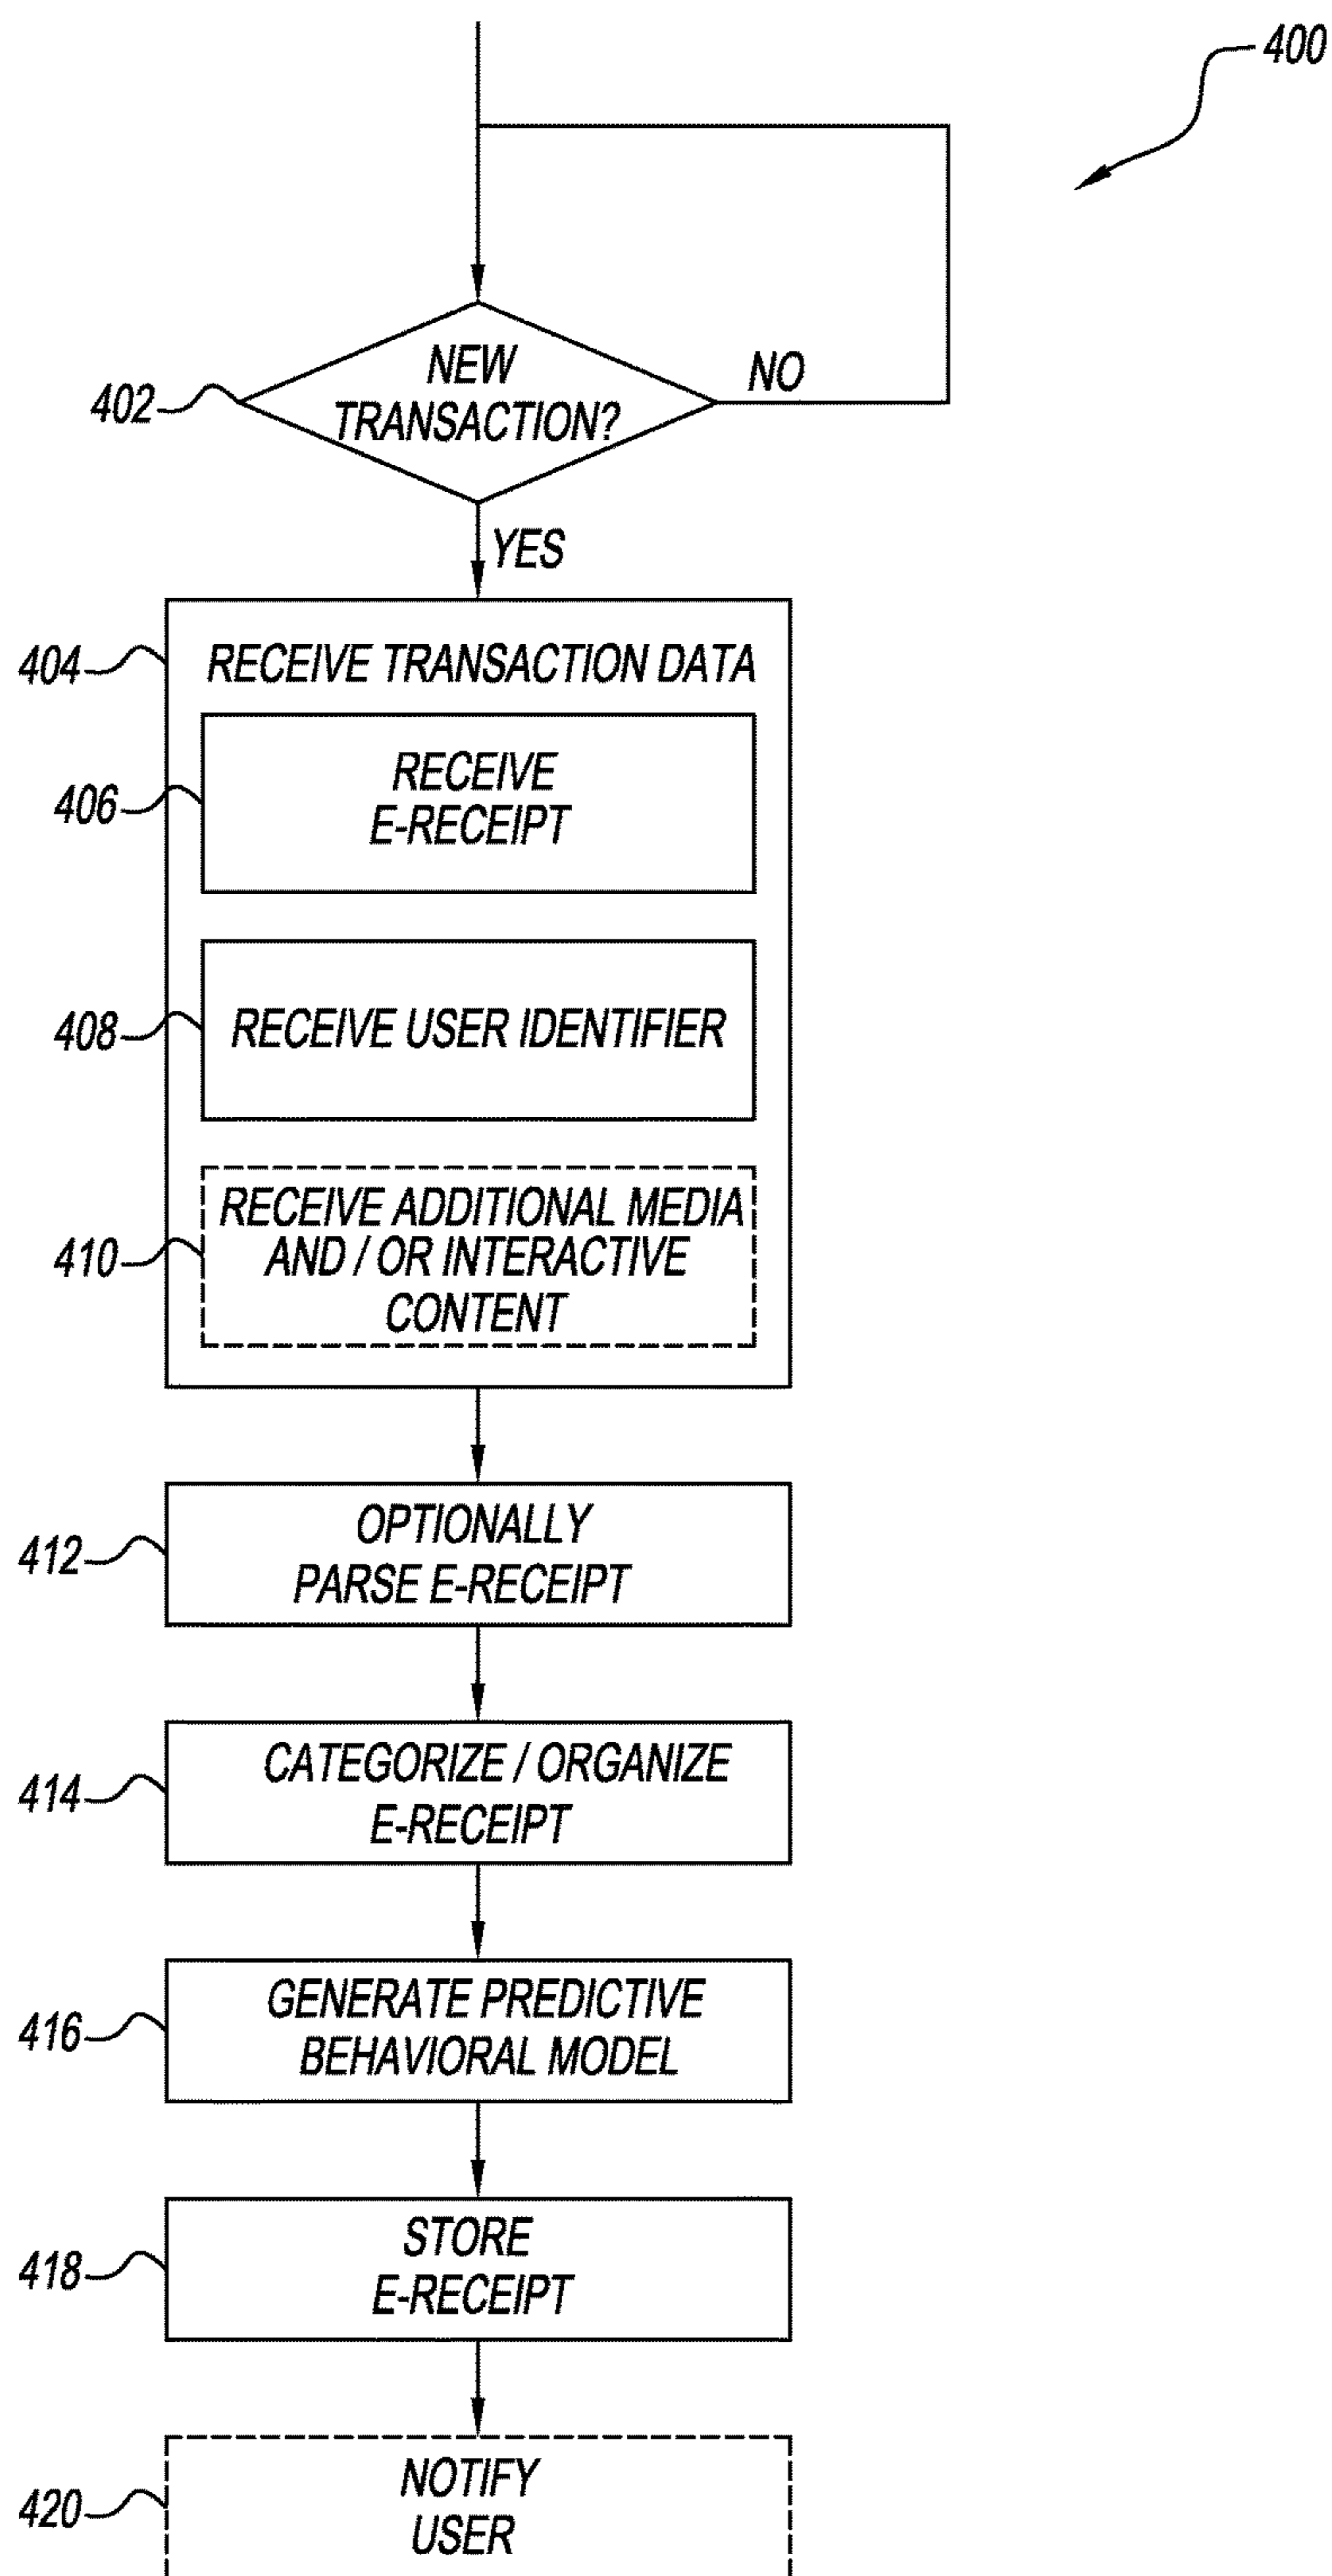 400
NEW
TRANSACTION?
402
NO
YES
404
RECEIVE TRANSACTION DATA
RECEIVE
E-RECEIPT
406
RECEIVE USER IDENTIFIER
408
RECEIVE ADDITIONAL MEDIA
AND / OR INTERACTIVE
CONTENT
410
OPTIONALLY
PARSE E-RECEIPT
412
CATEGORIZE / ORGANIZE
E-RECEIPT
414
GENERATE PREDICTIVE
BEHAVIORAL MODEL
416
STORE
E-RECEIPT
418
NOTIFY
USER
420